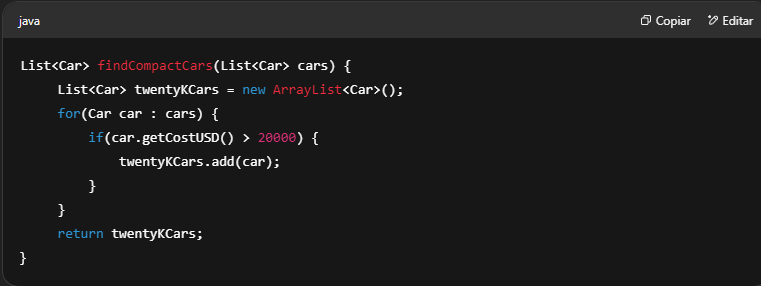 java Copiar Editar
List<Car> findCompactCars(List<Car> cars) {
List<Car> twentyKCars = new ArrayList<Car>();
for(Car car : cars) {
if(car.getCostUSD() > 20000) {
twentyKCars.add(car);
}
}
return twentyKCars;
}